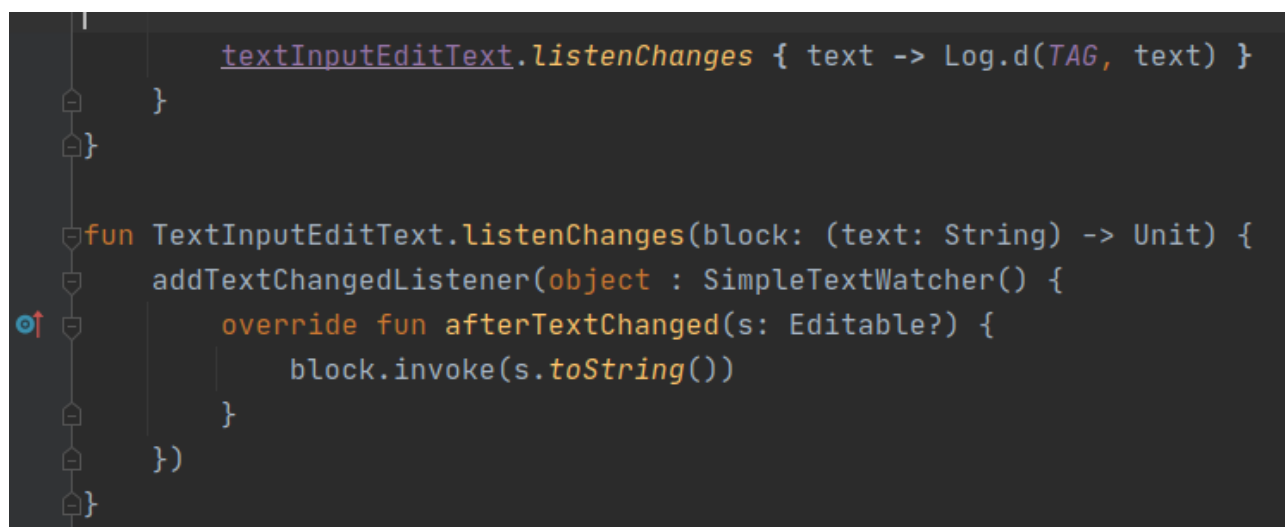 textInputEditText.listenChanges { text -> Log.d(TAG, text) }
}
}
fun TextInputEditText.listenChanges(block: (text: String) -> Unit) {
addTextChangedListener(object : SimpleTextWatcher() {
override fun afterTextChanged(s: Editable?) {
block.invoke(s.toString())
}
})
}